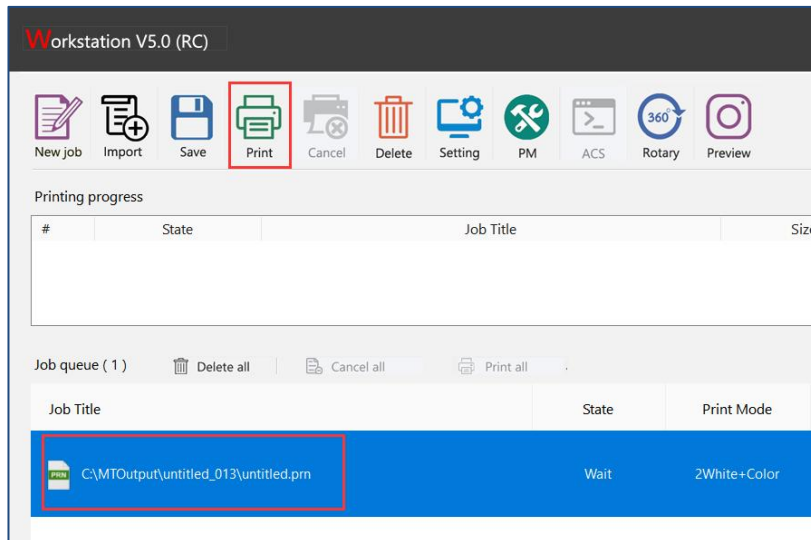 Workstation V5.0 (RC)
New job Import Save Print Cancel Delete Setting PM ACS 360° Rotary Preview
Printing progress
# State Job Title Size
Job queue ( 1 ) Delete all Cancel all Print all
Job Title State Print Mode
PRN C:\MTOutput\untitled_013\untitled.prn Wait 2White+Color